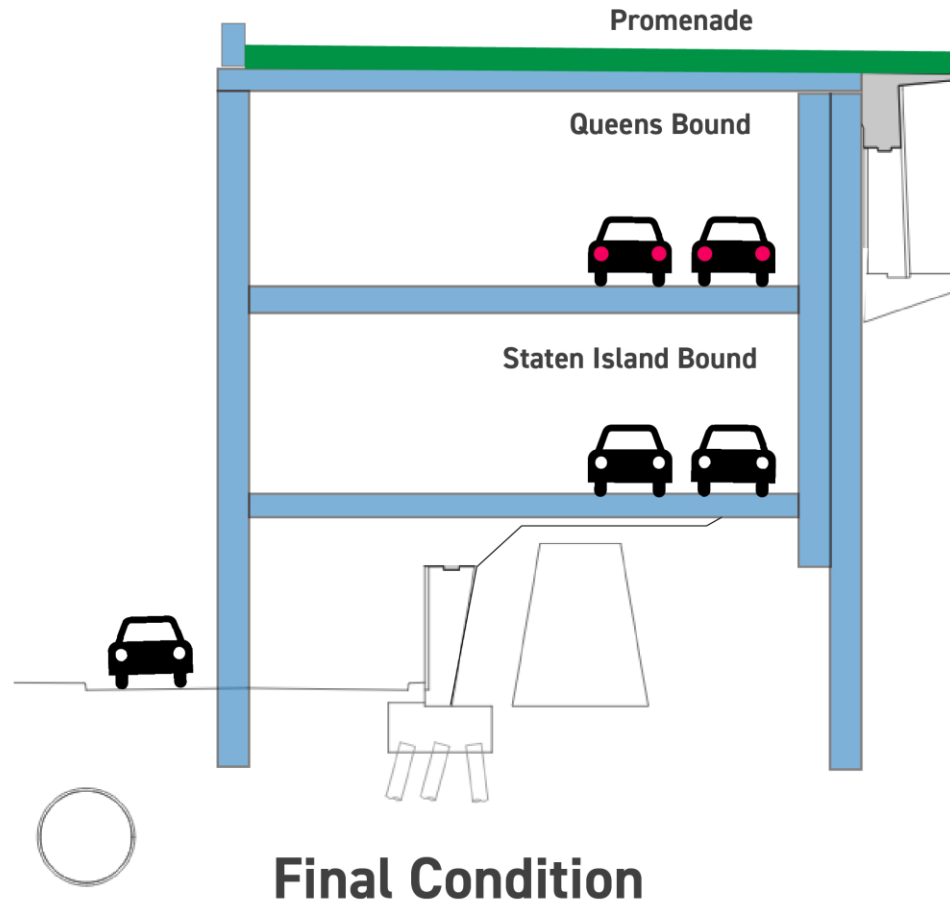 Promenade
Queens Bound
Staten Island Bound
Final Condition